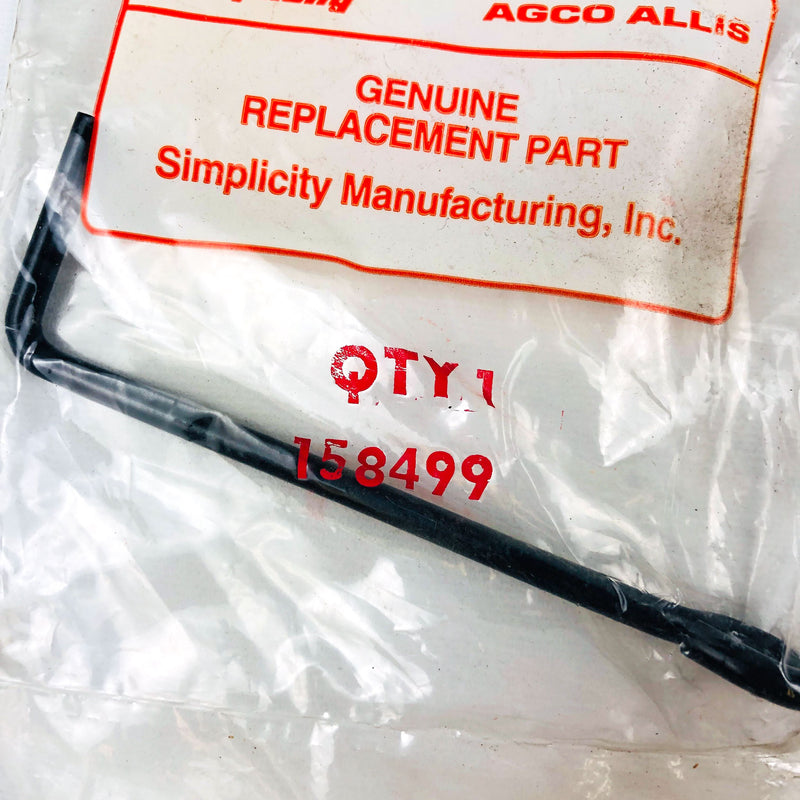 AGCO ALLIS
GENUINE
REPLACEMENT PART
Simplicity Manufacturing, Inc.
QTY 1
158499